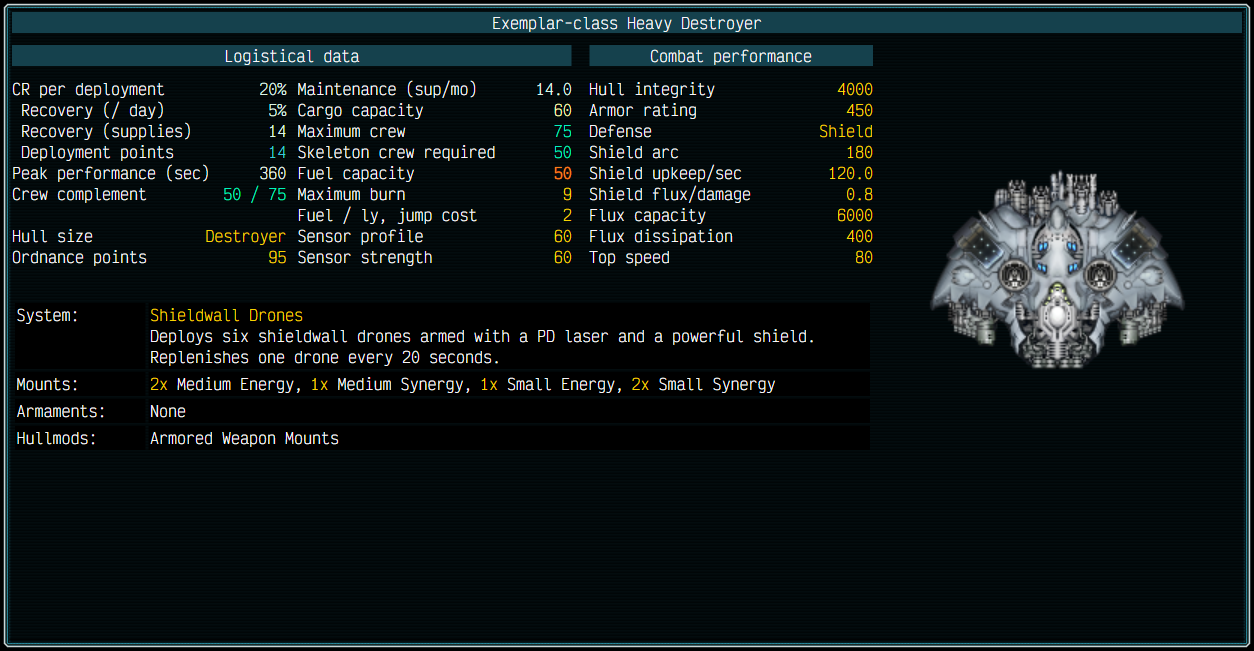 Exemplar-class Heavy Destroyer
Logistical data
Combat performance
CR per deployment 20% Maintenance (sup/mo) 14.0 Hull integrity 4000
Recovery (/ day) 5% Cargo capacity 60 Armor rating 450
Recovery (supplies) 14 Maximum crew 75 Defense Shield
Deployment points 14 Skeleton crew required 50 Shield arc 180
Peak performance (sec) 360 Fuel capacity 50 Shield upkeep/sec 120.0
Crew complement 50 / 75 Maximum burn 9 Shield flux/damage 0.8
Fuel / ly, jump cost 2 Flux capacity 6000
Hull size Destroyer Sensor profile 60 Flux dissipation 400
Ordnance points 95 Sensor strength 60 Top speed 80
System: Shieldwall Drones
Deploys six shieldwall drones armed with a PD laser and a powerful shield.
Replenishes one drone every 20 seconds.
Mounts: 2x Medium Energy, 1x Medium Synergy, 1x Small Energy, 2x Small Synergy
Armaments: None
Hullmods: Armored Weapon Mounts